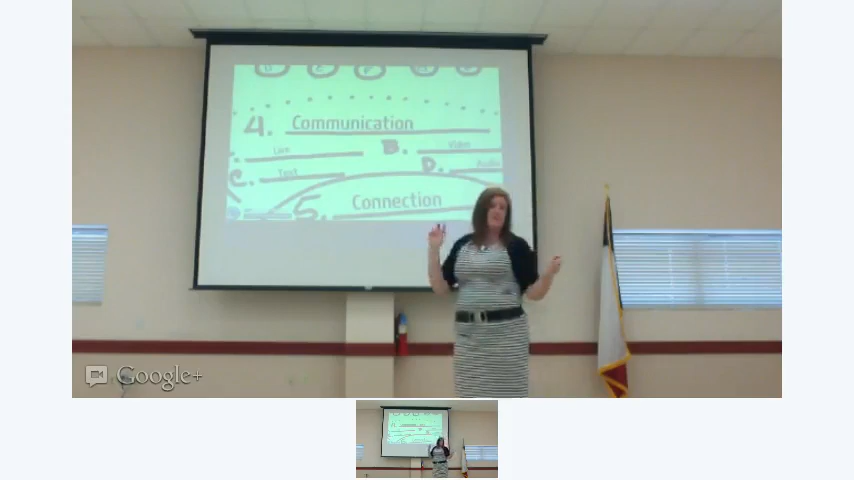 4. Communication
Live B. Video
C. Text D. Audio
5. Connection
Google+